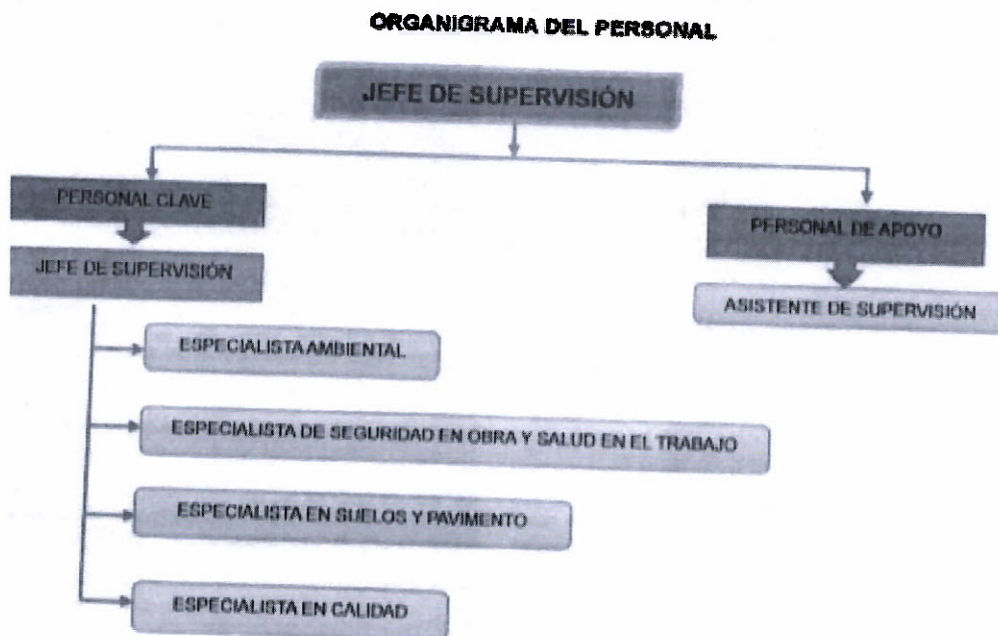 ORGANIGRAMA DEL PERSONAL
JEFE DE SUPERVISIÓN
PERSONAL CLAVE
JEFE DE SUPERVISIÓN
ESPECIALISTA AMBIENTAL
ESPECIALISTA DE SEGURIDAD EN OBRA Y SALUD EN EL TRABAJO
ESPECIALISTA EN SUELOS Y PAVIMENTO
ESPECIALISTA EN CALIDAD
PERSONAL DE APOYO
ASISTENTE DE SUPERVISIÓN